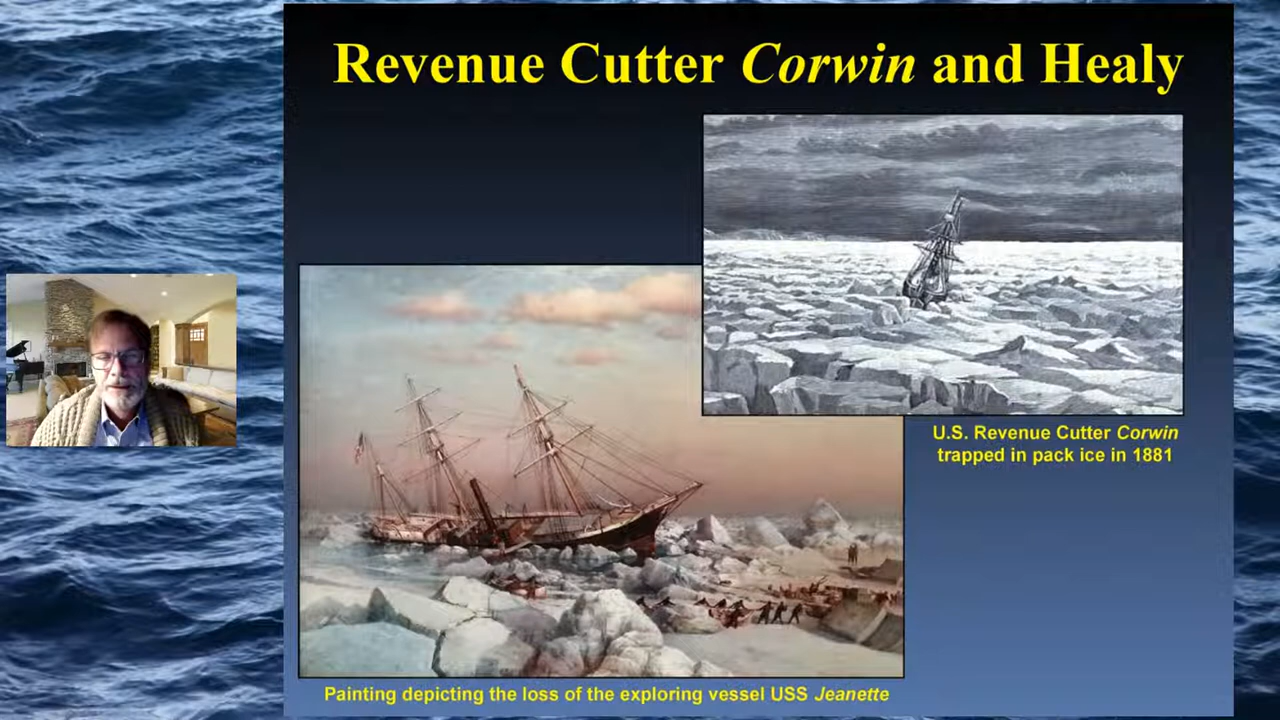 Revenue Cutter Corwin and Healy
U.S. Revenue Cutter Corwin
trapped in pack ice in 1881
Painting depicting the loss of the exploring vessel USS Jeanette